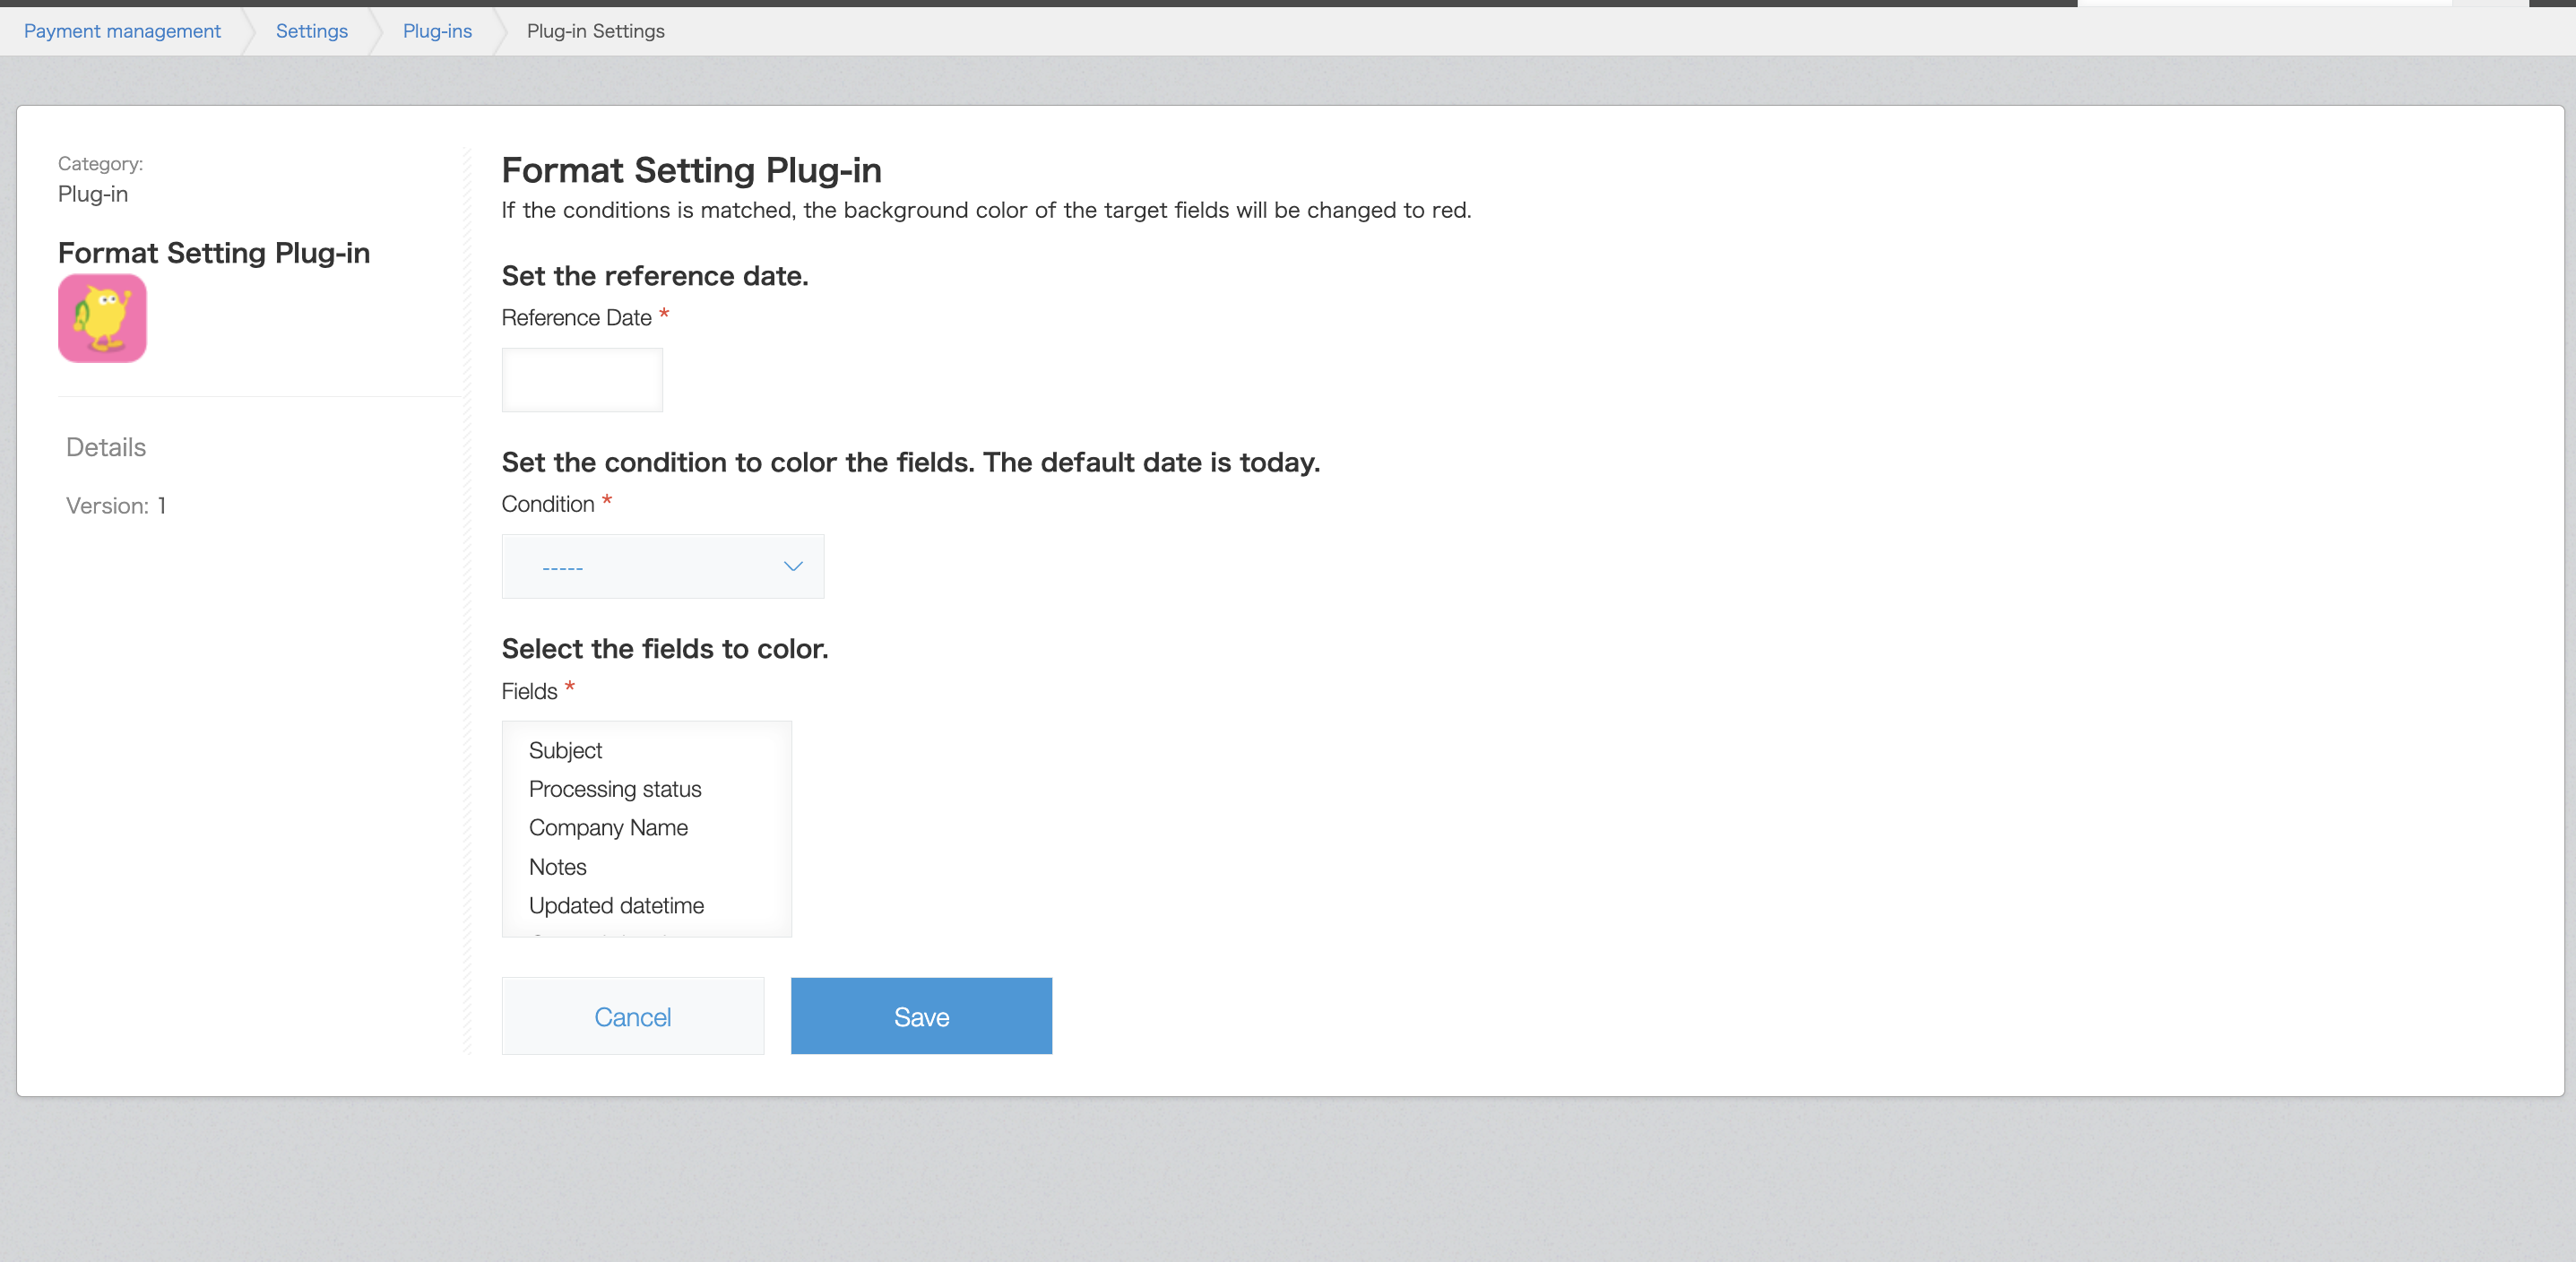 Payment management
Settings
Plug-ins
Plug-in Settings
Category:
Plug-in
Format Setting Plug-in
Details
Version: 1
Format Setting Plug-in
If the conditions is matched, the background color of the target fields will be changed to red.
Set the reference date.
Reference Date *
Set the condition to color the fields. The default date is today.
Condition *
-----
Select the fields to color.
Fields *
Subject
Processing status
Company Name
Notes
Updated datetime
Cancel
Save